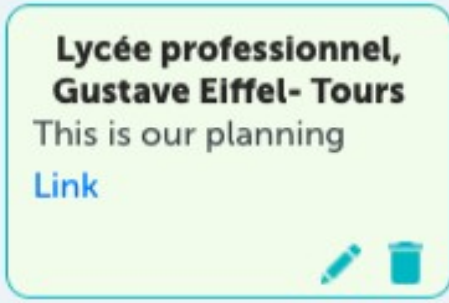 Lycée professionnel,
Gustave Eiffel- Tours
This is our planning
Link